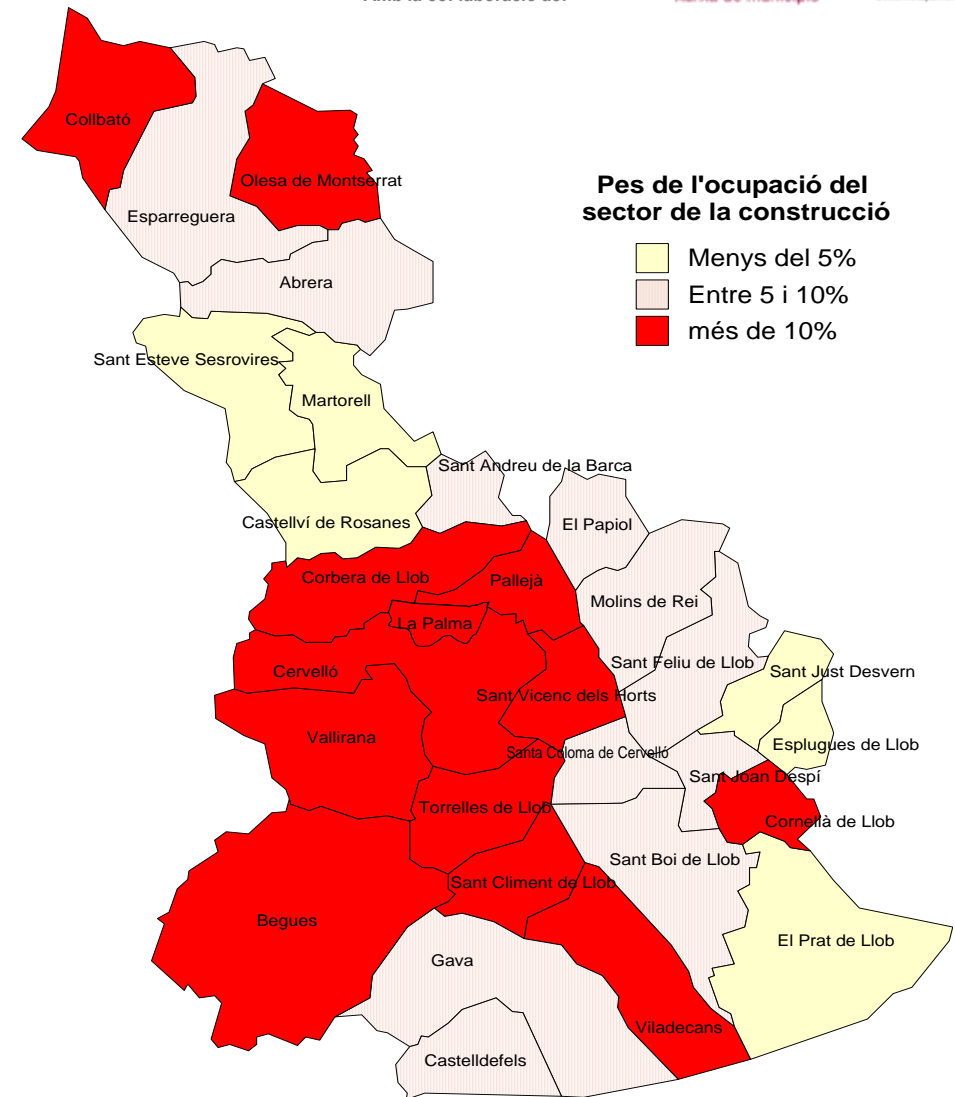 Collbató
Olesa de Montserrat
Pes de l'ocupació del
sector de la construcció
Esparreguera
Menys del 5%
Abrera
Entre 5 i 10%
més de 10%
Sant Esteve Sesrovires
Martorell
Sant Andreu de la Barca
Castellví de Rosanes
El Papiol
Corbera de Llob
Pallejà
Molins de Rei
La Palma
Cervelló
Sant Feliu de Llob
Sant Just Desvern
Sant Vicenc dels Horts
Vallirana
Esplugues de Llob
Santa Culoma de Cervelló
Sant Joan Despí
Torrelles de Llob
Cornellà de Llob
Sant Boi de Llob
Sant Climent de Llob
Begues
El Prat de Llob
Gava
Viladecans
Castelldefels